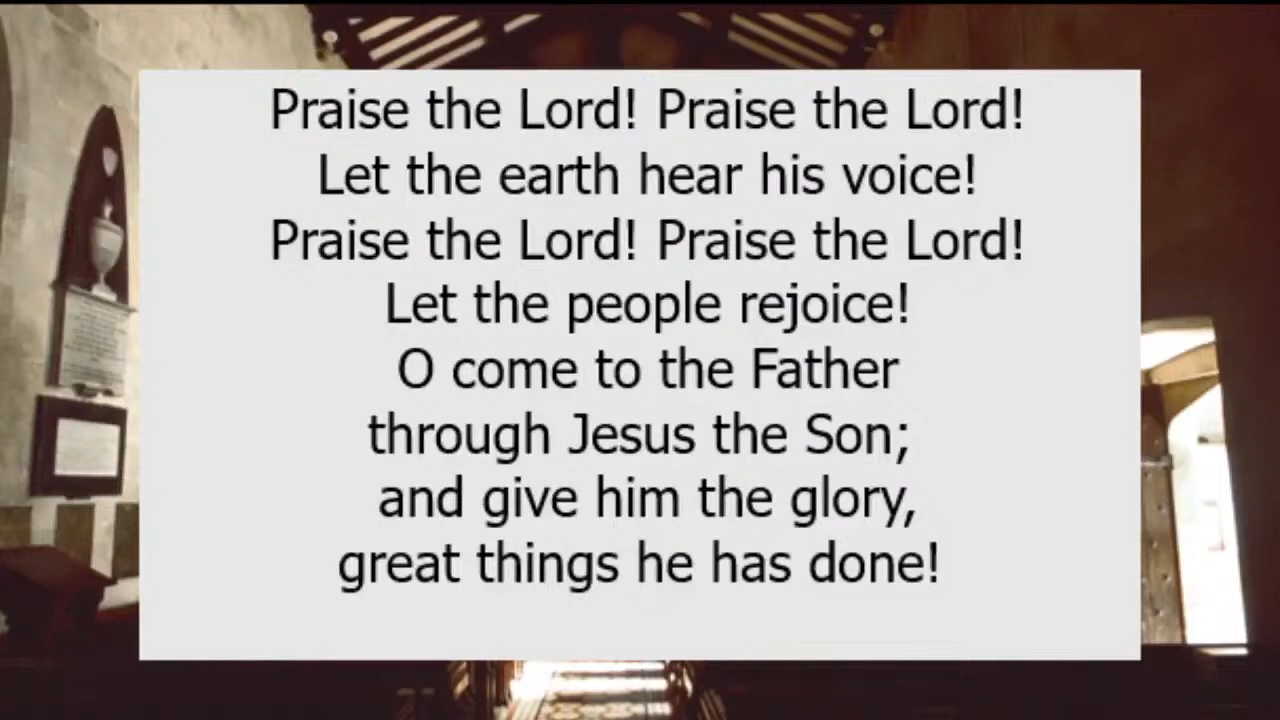 Praise the Lord! Praise the Lord!
Let the earth hear his voice!
Praise the Lord! Praise the Lord!
Let the people rejoice!
O come to the Father
through Jesus the Son;
and give him the glory,
great things he has done!